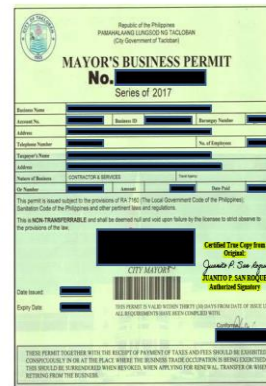 Republic of the Philippines
PAMAHALAANG LUNGSOD NG TACLOBAN
(City Government of Tacloban)
MAYOR'S BUSINESS PERMIT
No.
Series of 2017
Business Name
Account No. Business ID Barangay Number
Address
Telephone Number No. of Employees
Taxpayer's Name
Address
Nature of Business CONTRACTOR & SERVICES
Or Number Amount Date Paid
This permit is issued subject to the provisions of RA 7160 (The Local Government Code of the Philippines)
Sanitation Code of the Philippines and other pertinent laws and regulations.
This is NON-TRANSFERRABLE and shall be deemed null and void upon failure by the licensee to strict observe to
the provisions of the law.
Certified True Copy from
Original:
Juanito P. San Roque
JUANITO P. SAN ROQUE
Authorized Signatory
CITY MAYOR
Date Issued:
Expiry Date:
THIS PERMIT IS VALID WITHIN THIRTY (30) DAYS FROM DATE OF ISSUE
ALL REQUIREMENTS HAVE BEEN COMPLIED WITH.
THESE PERMIT TOGETHER WITH THE RECEIPT OF PAYMENT OF TAXES AND FEES SHOULD BE EXHIBITED
CONSPICUOUSLY IN OR AT THE PLACE WHERE THE BUSINESS TRADE OCCUPATION IS BEING EXERCISED
THIS SHOULD BE SURRENDERED WHEN REVOKED, WHEN APPLYING FOR RENEWAL, TRANSFER OR WHEN
RETIRING FROM THE BUSINESS.